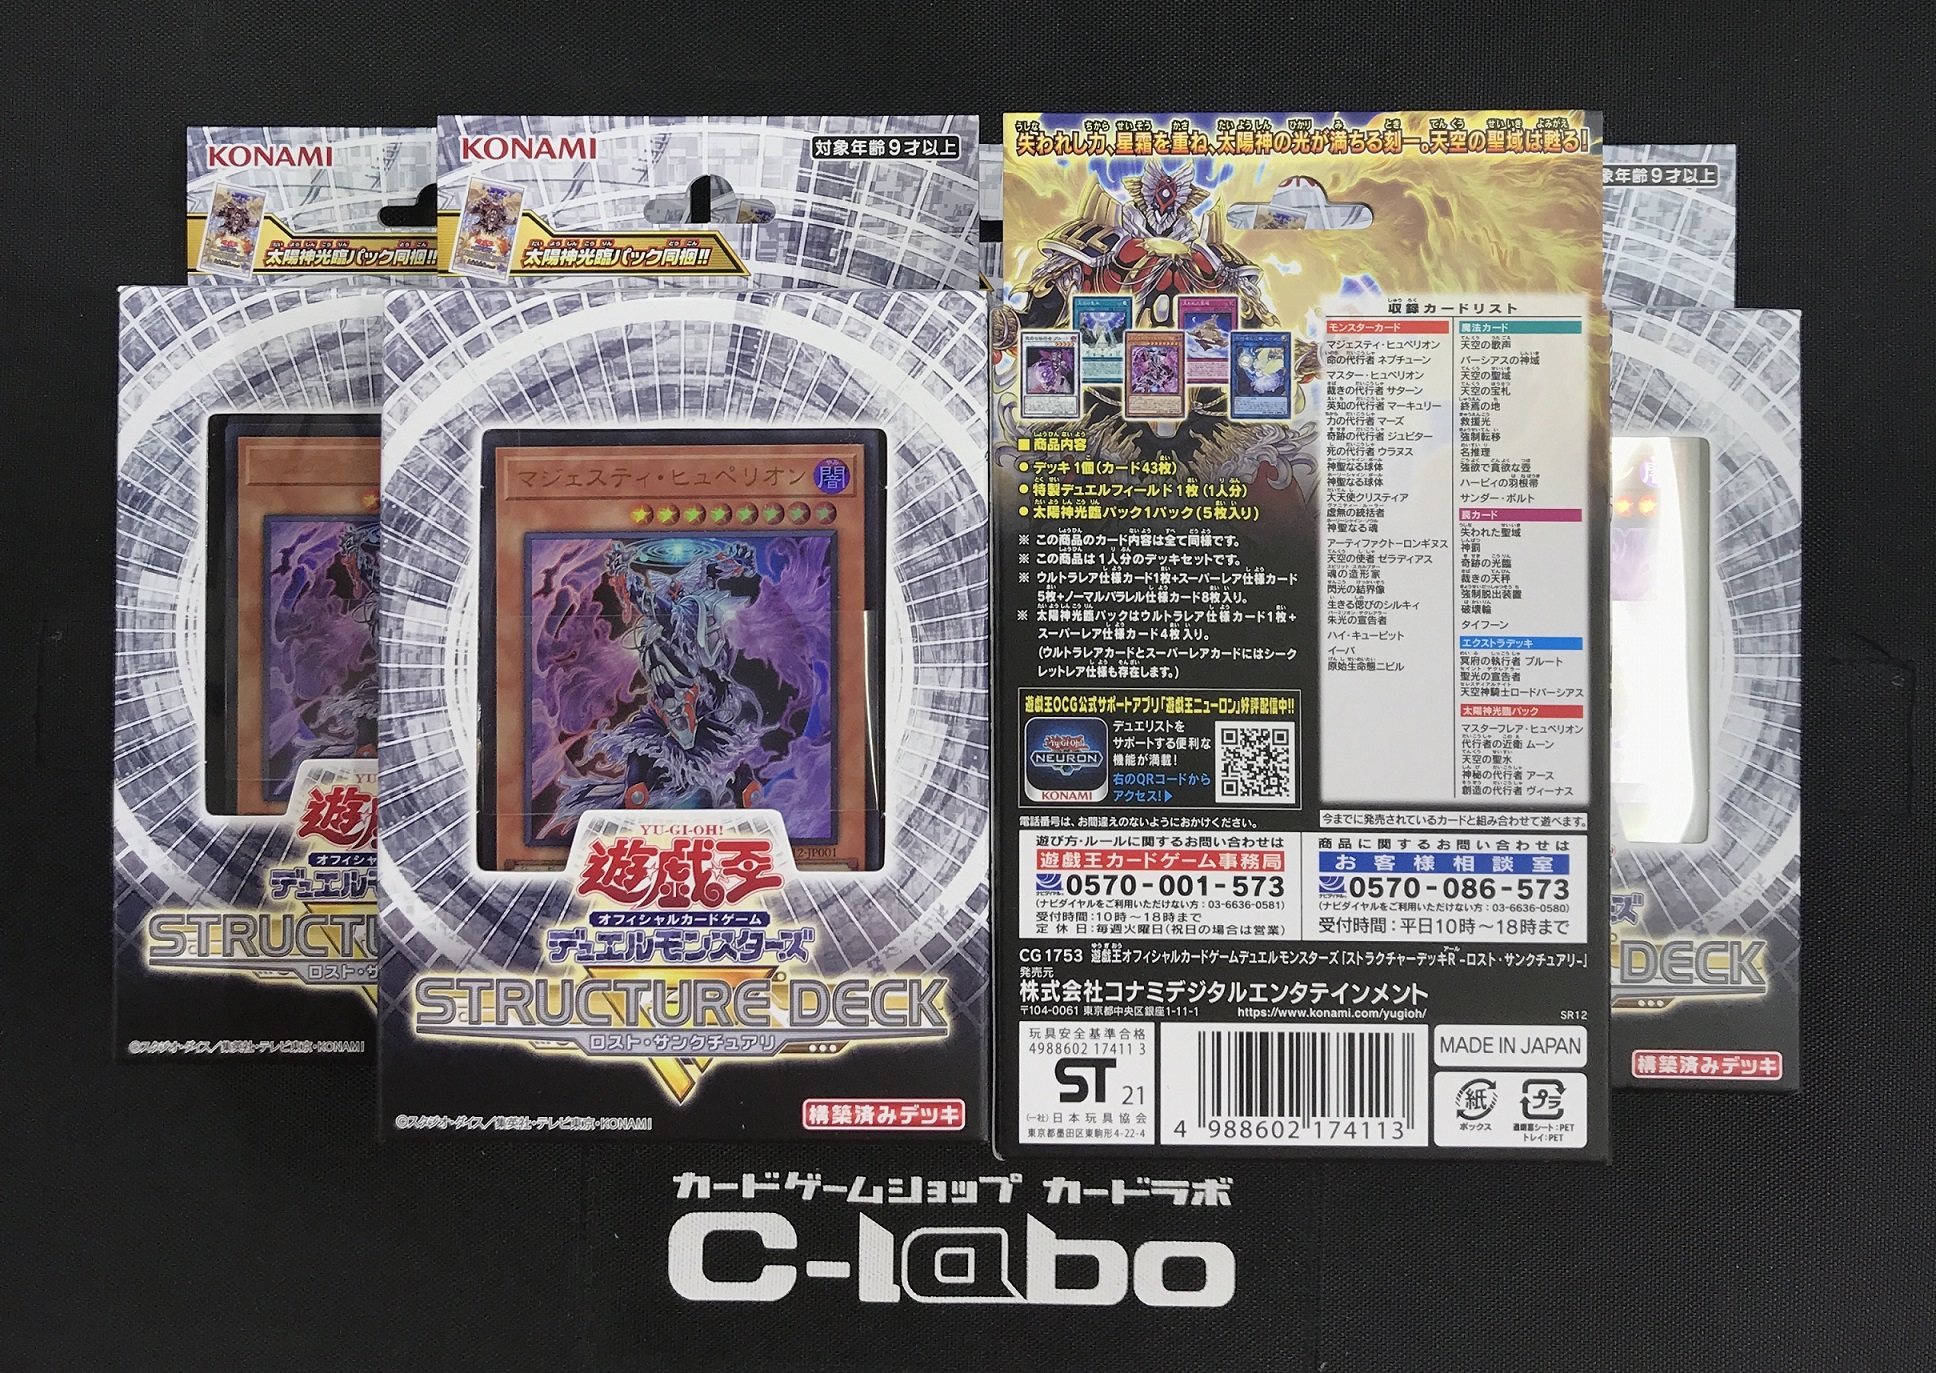 KONAMI
太陽神光臨パック同梱!!
KONAMI
対象年齢9才以上
太陽神光臨パック同梱!!
マジェスティ・ヒュペリオン
闇
YU-GI-OH!
遊戯王
オフィシャルカードゲーム
デュエルモンスターズ
STRUCTURE DECK
ロスト・サンクチュアリ
©スタジオ・ダイス/集英社・テレビ東京・KONAMI
構築済みデッキ
©スタジオ・ダイス/集英社・テレビ東京・KONAMI
失われし力、星霜を重ね、太陽神の光が満ちる刻―。天空の聖域は甦る!
収録カードリスト
モンスターカード
マジェスティ・ヒュペリオン
命の代行者 ネプチューン
マスター・ヒュペリオン
裁きの代行者 サターン
英知の代行者 マーキュリー
力の代行者 マーズ
奇跡の代行者 ジュピター
死の代行者 ウラヌス
神聖なる球体
神聖なる球体
大天使クリスティア
虚無の統括者
神聖なる魂
アーティファクト－ロンギヌス
天空の使者 ゼラディアス
魂の造形家
閃光の結界像
生きる偲びのシルキィ
朱光の宣告者
ハイ・キューピット
イーバ
原始生命態ニビル
魔法カード
天空の歌声
バーシアスの神域
天空の聖域
天空の宝札
終焉の地
救援光
強制転移
名推理
強欲で貪欲な壺
ハーピィの羽根帚
サンダー・ボルト
罠カード
失われた聖域
神罰
奇跡の光臨
裁きの天秤
強制脱出装置
破壊輪
タイフーン
エクストラデッキ
冥府の執行者 プルート
聖光の宣告者
天空神騎士ロードパーシアス
太陽神光臨パック
マスターフレア・ヒュペリオン
代行者の近衛 ムーン
天空の聖水
神秘の代行者 アース
創造の代行者 ヴィーナス
■商品内容
●デッキ1個(カード43枚)
●特製デュエルフィールド1枚(1人分)
●太陽神光臨パック1パック(5枚入り)
※ この商品のカード内容は全て同様です。
※ この商品は1人分のデッキセットです。
※ ウルトラレア仕様カード1枚+スーパーレア仕様カード
5枚+ノーマルパラレル仕様カード8枚入り。
※ 太陽神光臨パックはウルトラレア仕様カード1枚+
スーパーレア仕様カード4枚入り。
(ウルトラレアカードとスーパーレアカードにはシーク
レットレア仕様も存在します。)
遊戯王OCG公式サポートアプリ「遊戯王ニューロン」好評配信中!!
Yu-Gi-Oh!
NEURON
KONAMI
デュエリストを
サポートする便利な
機能が満載!
右のQRコードから
アクセス!▶
電話番号は、お間違えのないようにおかけください。
今までに発売されているカードと組み合わせて遊べます。
遊び方・ルールに関するお問い合わせは
遊戯王カードゲーム事務局
0570-001-573
(ナビダイヤルをご利用いただけない方：03-6636-0581)
受付時間：10時～18時まで
定 休 日：毎週火曜日(祝日の場合は営業)
商品に関するお問い合わせは
お客様相談室
0570-086-573
(ナビダイヤルをご利用いただけない方：03-6636-0580)
受付時間：平日10時～18時まで
CG1753 遊戯王オフィシャルカードゲームデュエルモンスターズ「ストラクチャーデッキR -ロスト・サンクチュアリ-」
発売元
株式会社コナミデジタルエンタテインメント
〒104-0061 東京都中央区銀座1-11-1 https://www.konami.com/yugioh/
SR12
玩具安全基準合格
4988602 17411 3
ST 21
(一社)日本玩具協会
東京都墨田区東駒形4-22-4
4 988602 174113
MADE IN JAPAN
紙
ボックス
プラ
トレイ：PET
象年齢9才以上
DECK
構築済みデッキ
カードゲームショップ カードラボ
C-labo